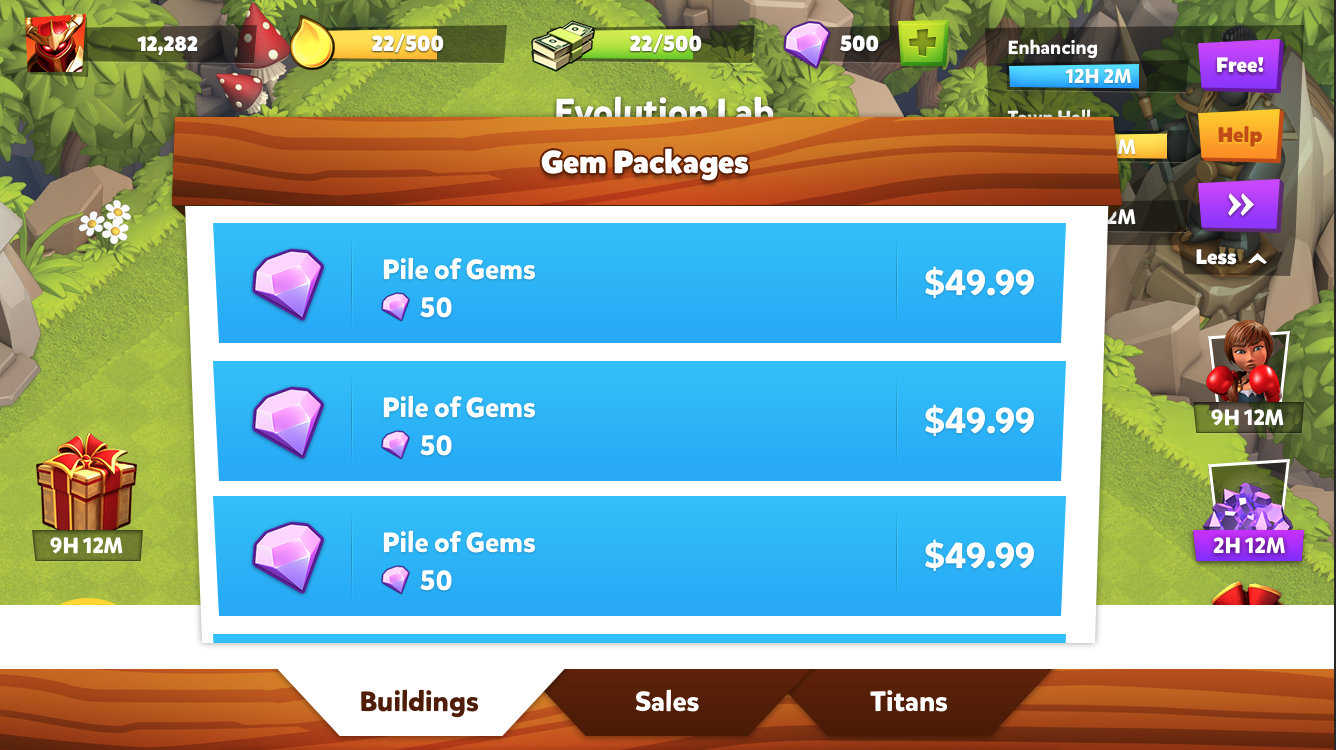 12,282
22/500
22/500
500
Enhancing
12H 2M
Free!
Evolution Lab
Town Hall
M
Help
Gem Packages
2M
Less
Pile of Gems
50
$49.99
Pile of Gems
50
$49.99
9H 12M
Pile of Gems
50
$49.99
9H 12M
2H 12M
Buildings
Sales
Titans